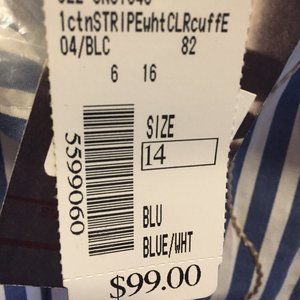 1ctnSTRIPEwhtCLRcuffE
04/BLC 82
6 16
SIZE
14
5599060
BLU
BLUE/WHT
$99.00